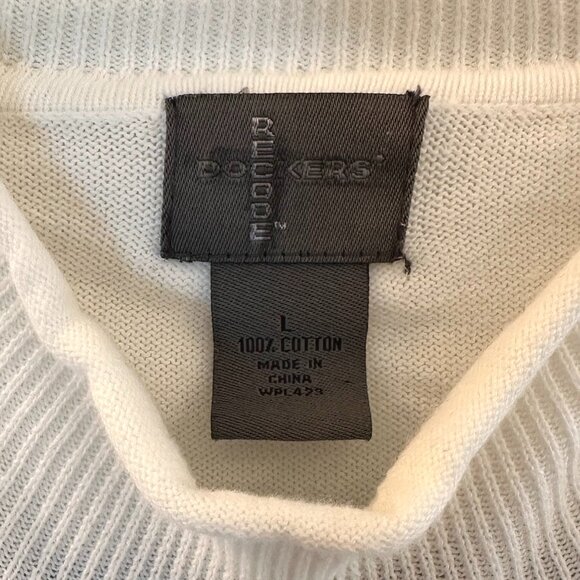 RECODE™
DOCKERS
L
100% COTTON
MADE IN
CHINA
WPL423